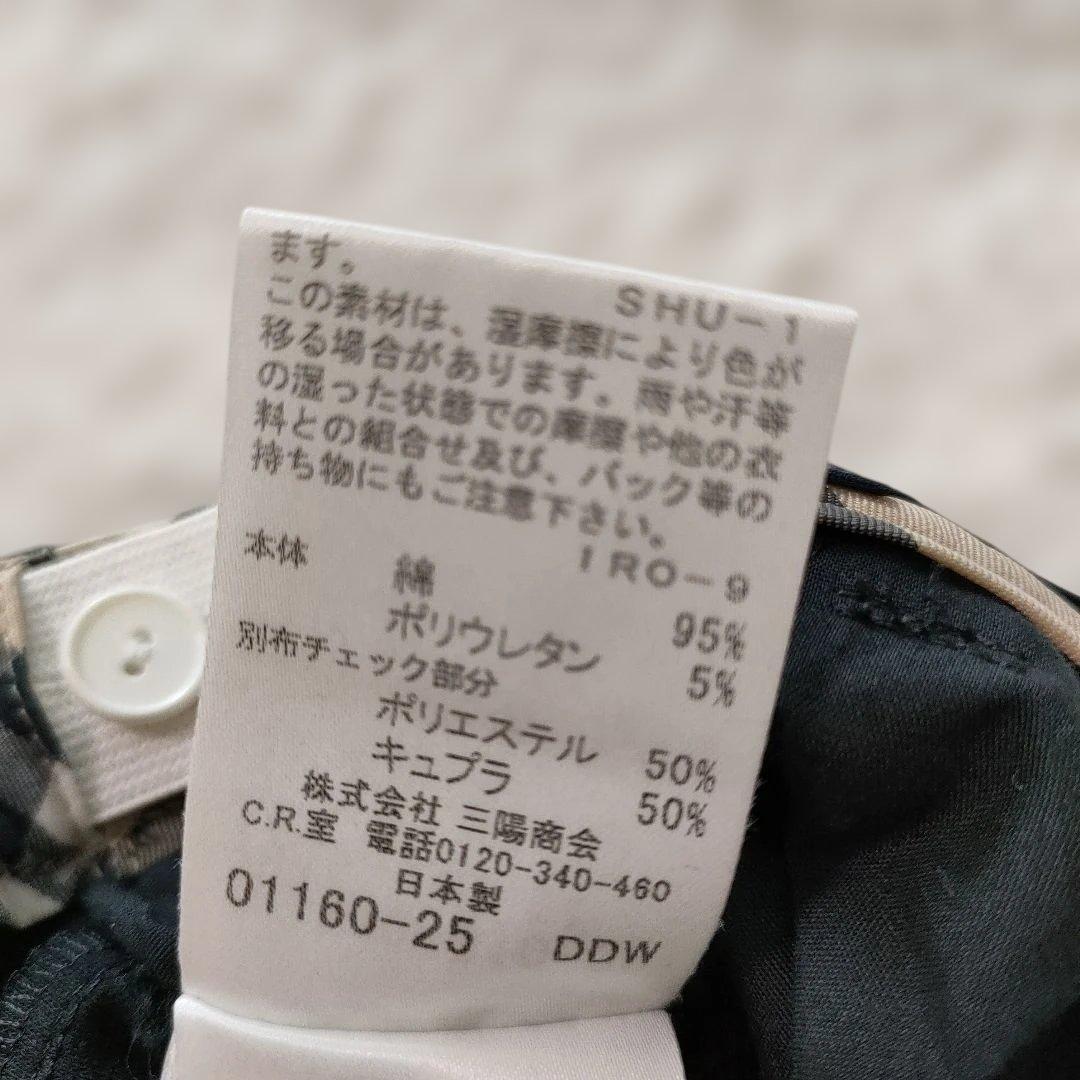 ます。
SHU-1
この素材は、湿摩擦により色が
移る場合があります。雨や汗等
の湿った状態での摩擦や他の衣
料との組合せ及び、バック等の
持ち物にもご注意下さい。
IRO-9
本体
綿 95%
ポリウレタン 5%
別布チェック部分
ポリエステル 50%
キュプラ 50%
株式会社 三陽商会
C.R.室 電話0120-340-460
日本製
01160-25 DDW